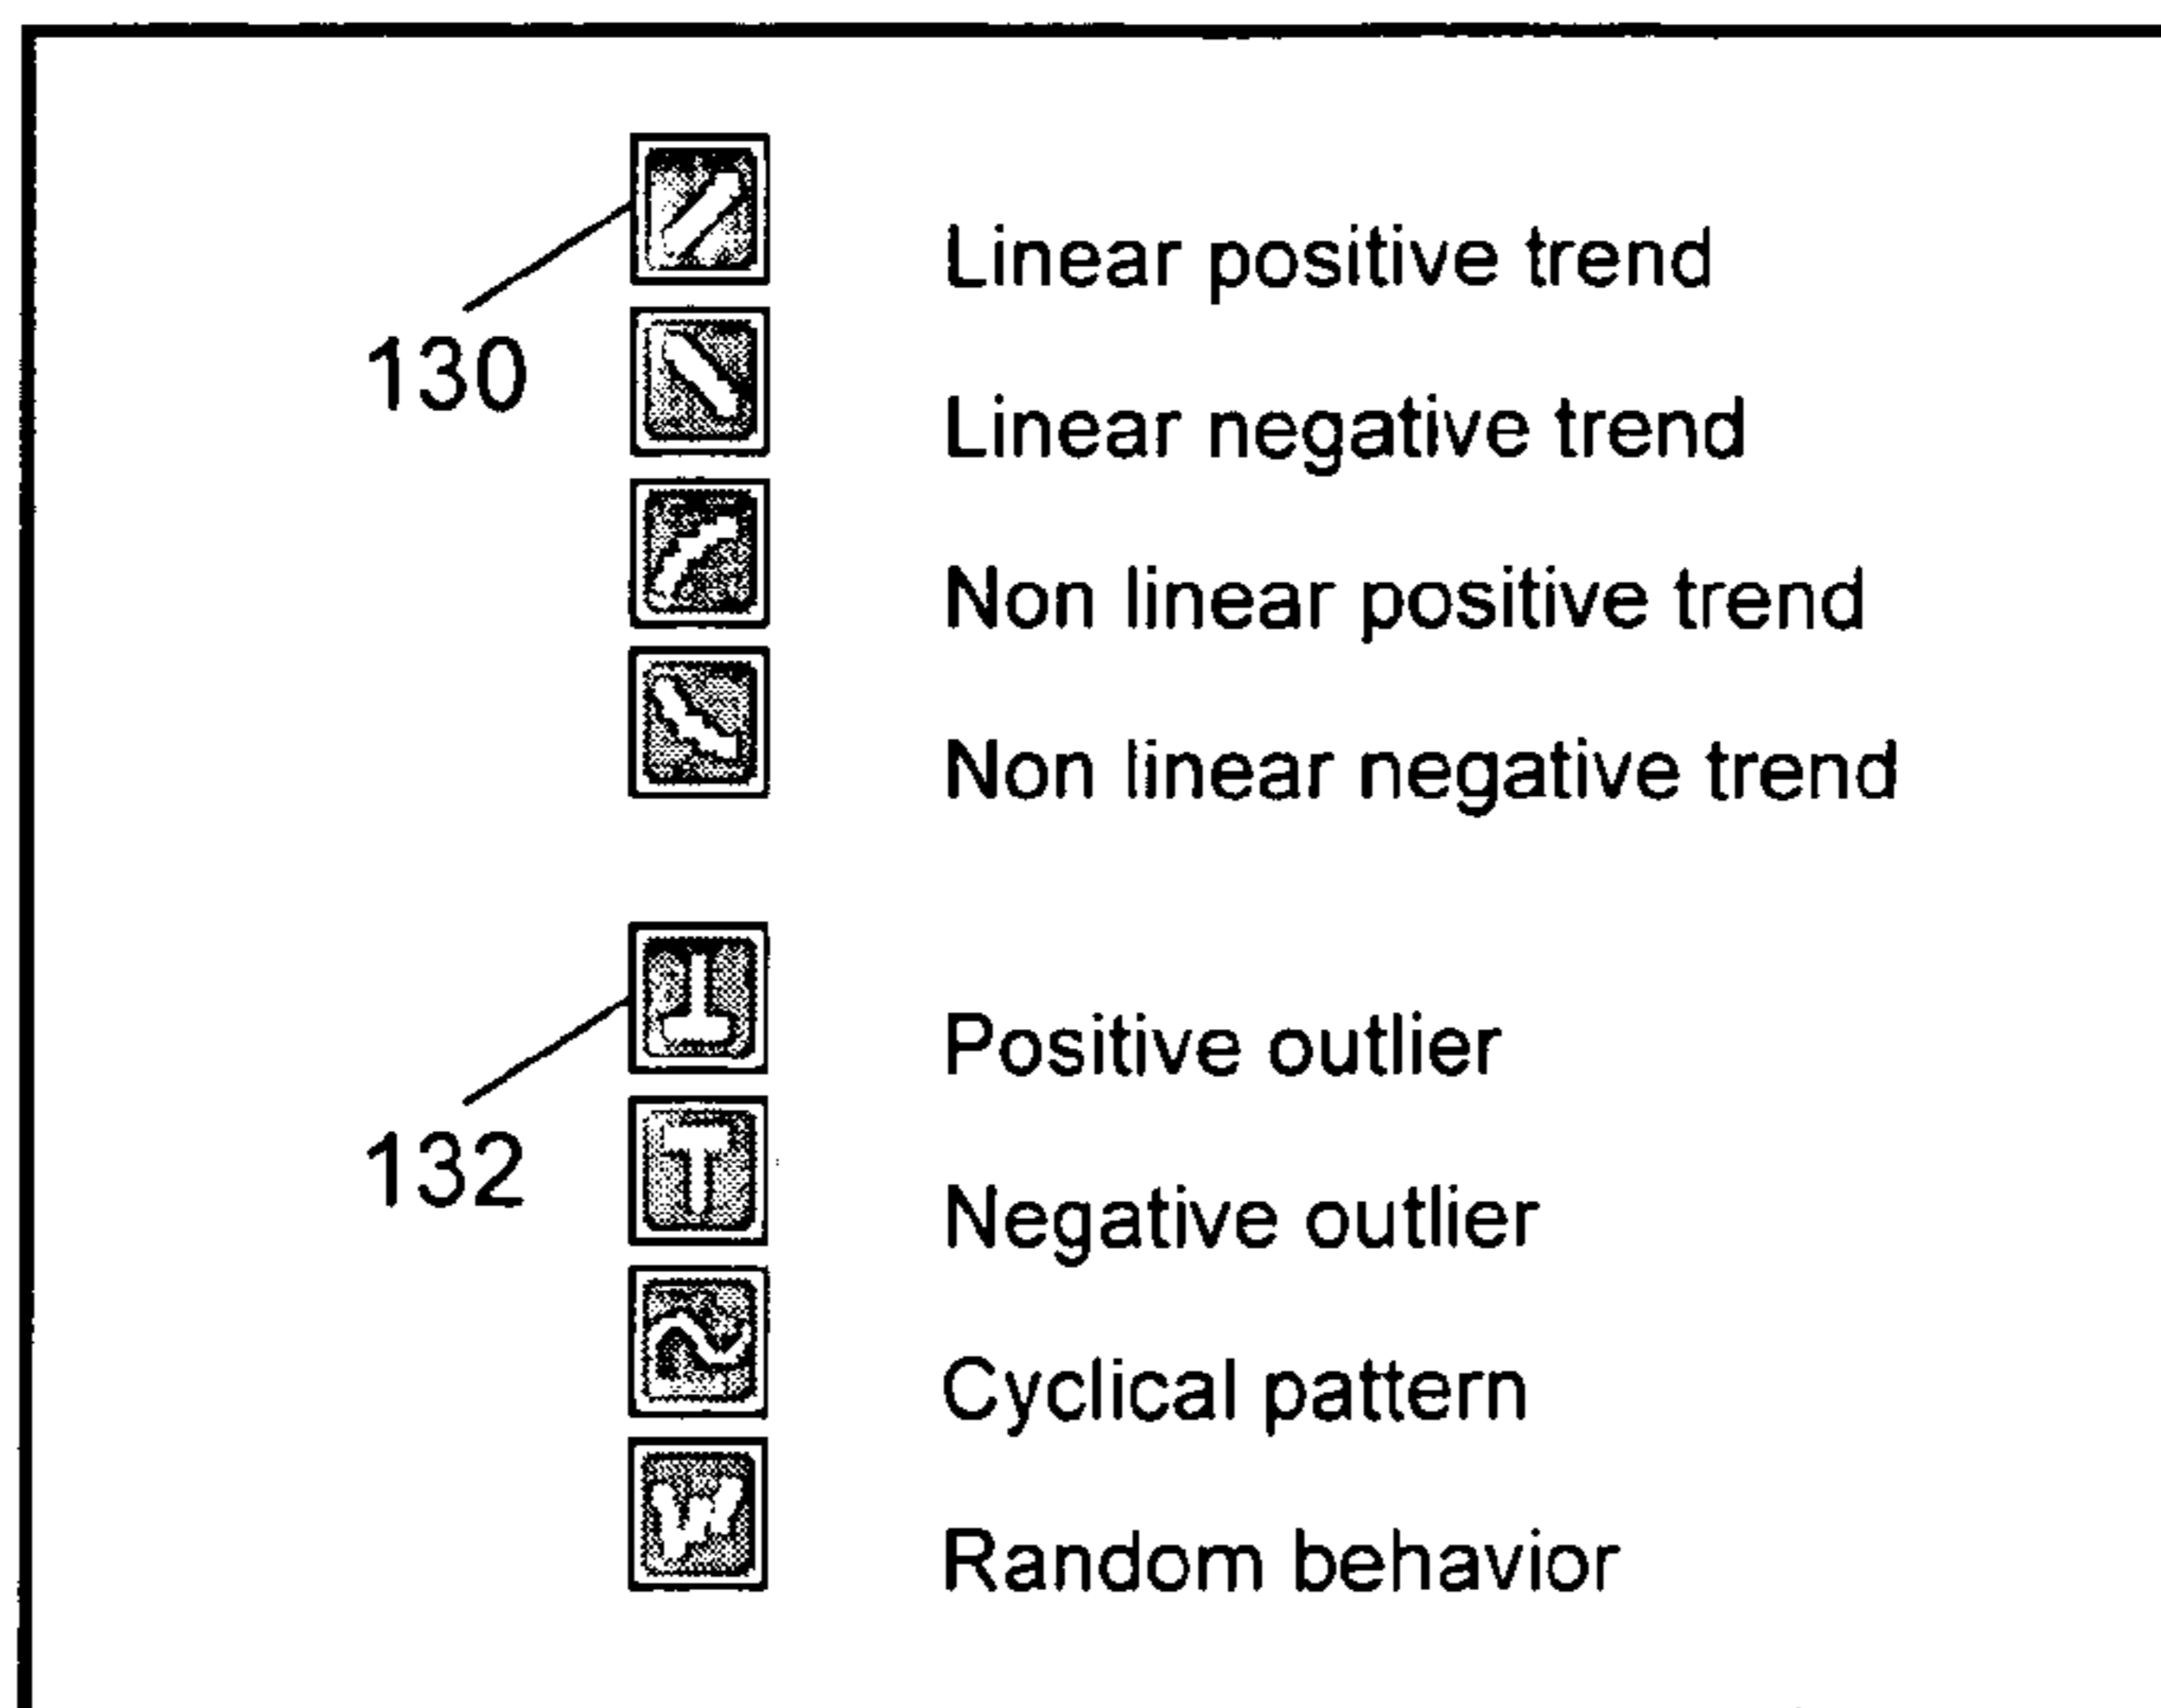 Linear positive trend
130
Linear negative trend
Non linear positive trend
Non linear negative trend
Positive outlier
132
Negative outlier
Cyclical pattern
Random behavior